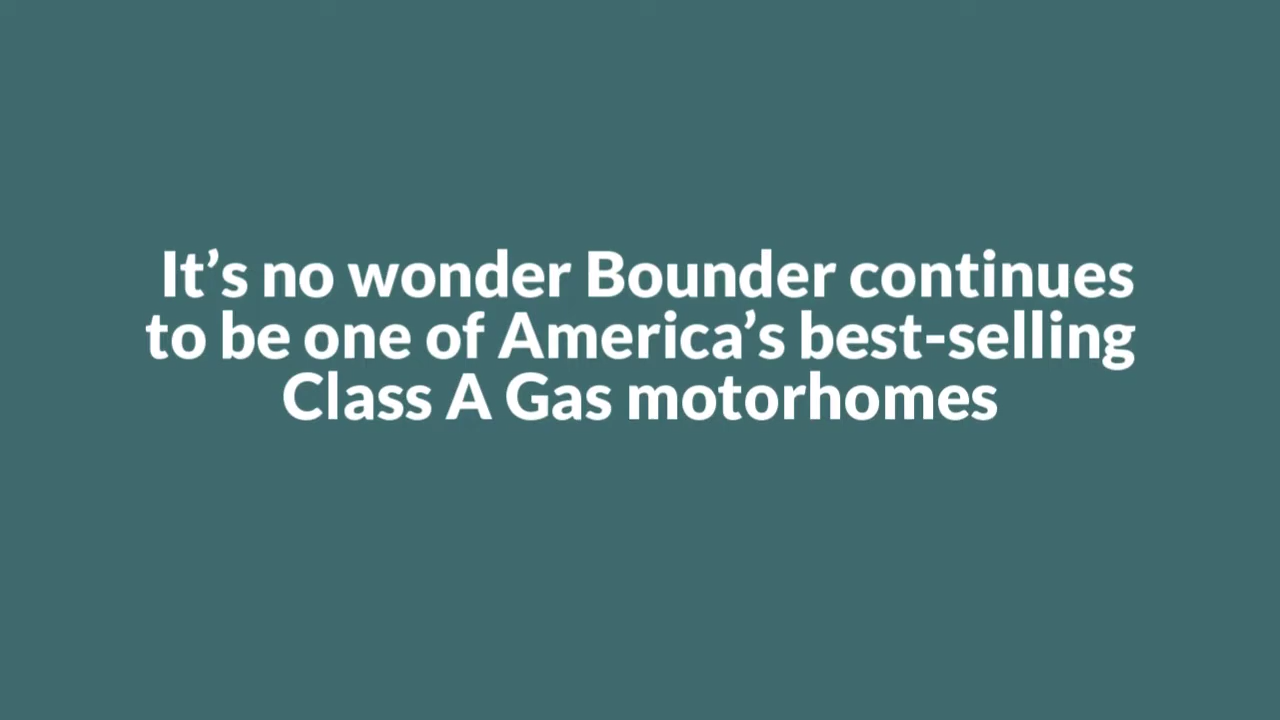 It’s no wonder Bounder continues
to be one of America’s best-selling
Class A Gas motorhomes